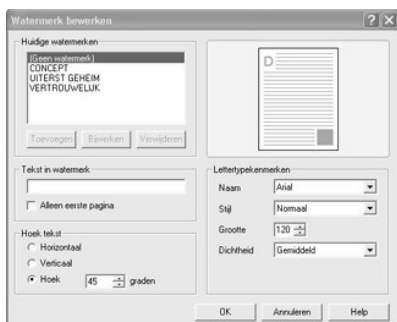 Watermerk bewerken
Huidige watermerken
(Geen watermerk)
CONCEPT
UITERST GEHEIM
VERTROUWELIJK
Toevoegen Bijwerken Verwijderen
D
Tekst in watermerk
Alleen eerste pagina
Hoek tekst
Horizontaal
Verticaal
Hoek 45 graden
Lettertypekenmerken
Naam Arial
Stijl Normaal
Grootte 120
Dichtheid Gemiddeld
OK Annuleren Help